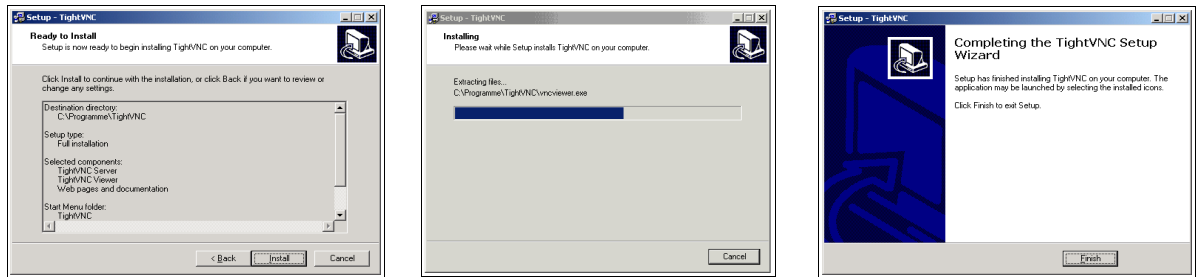 Setup - TightVNC
Ready to Install
Setup is now ready to begin installing TightVNC on your computer.
Click Install to continue with the installation, or click Back if you want to review or
change any settings.
Destination directory:
C:\Programme\TightVNC
Setup type:
Full installation
Selected components:
TightVNC Server
TightVNC Viewer
Web pages and documentation
Start Menu folder:
TightVNC
< Back
Install
Cancel
Setup - TightVNC
Installing
Please wait while Setup installs TightVNC on your computer.
Extracting files...
C:\Programme\TightVNC\vncviewer.exe
Cancel
Setup - TightVNC
Completing the TightVNC Setup
Wizard
Setup has finished installing TightVNC on your computer. The
application may be launched by selecting the installed icons.
Click Finish to exit Setup.
Finish